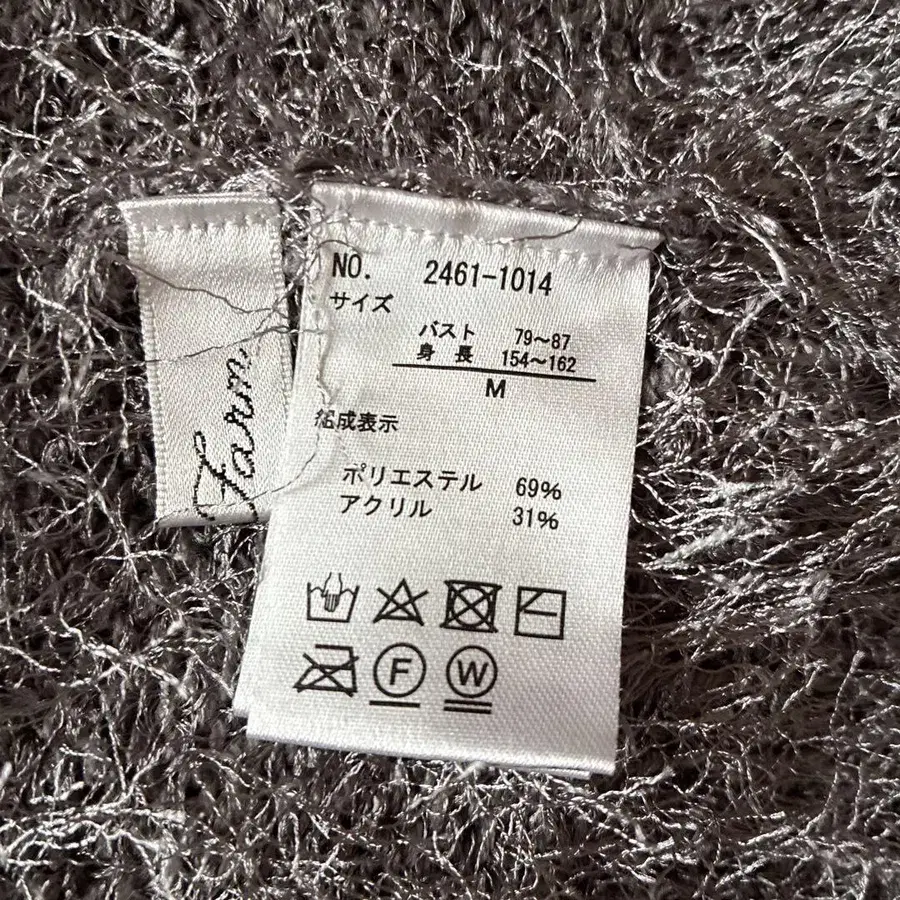 NO. 2461-1014
サイズ
バスト 79～87
身長 154～162
M
組成表示
ポリエステル 69%
アクリル 31%
F
W
Farm